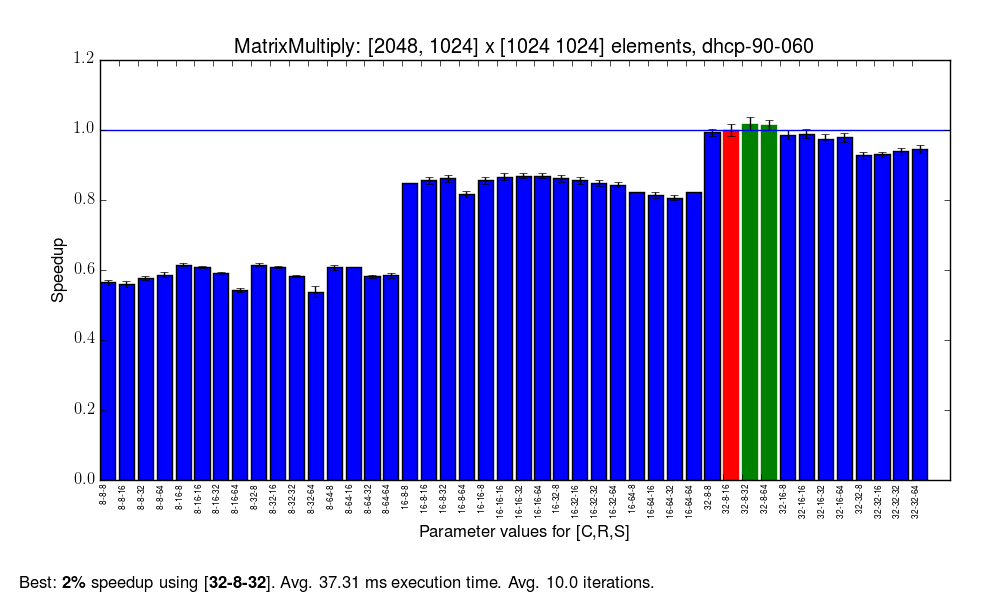 MatrixMultiply: [2048, 1024] x [1024 1024] elements, dhcp-90-060
1.2
1.0
0.8
0.6
0.4
0.2
0.0
Speedup
8-8-8 8-8-16 8-8-32 8-8-64 8-16-8 8-16-16 8-16-32 8-16-64 8-32-8 8-32-16 8-32-32 8-32-64 8-64-8 8-64-16 8-64-32 8-64-64 16-8-8 16-8-16 16-8-32 16-8-64 16-16-8 16-16-16 16-16-32 16-16-64 16-32-8 16-32-16 16-32-32 16-32-64 16-64-8 16-64-16 16-64-32 16-64-64 32-8-8 32-8-16 32-8-32 32-8-64 32-16-8 32-16-16 32-16-32 32-16-64 32-32-8 32-32-16 32-32-32 32-32-64
Parameter values for [C,R,S]
Best: 2% speedup using [32-8-32]. Avg. 37.31 ms execution time. Avg. 10.0 iterations.